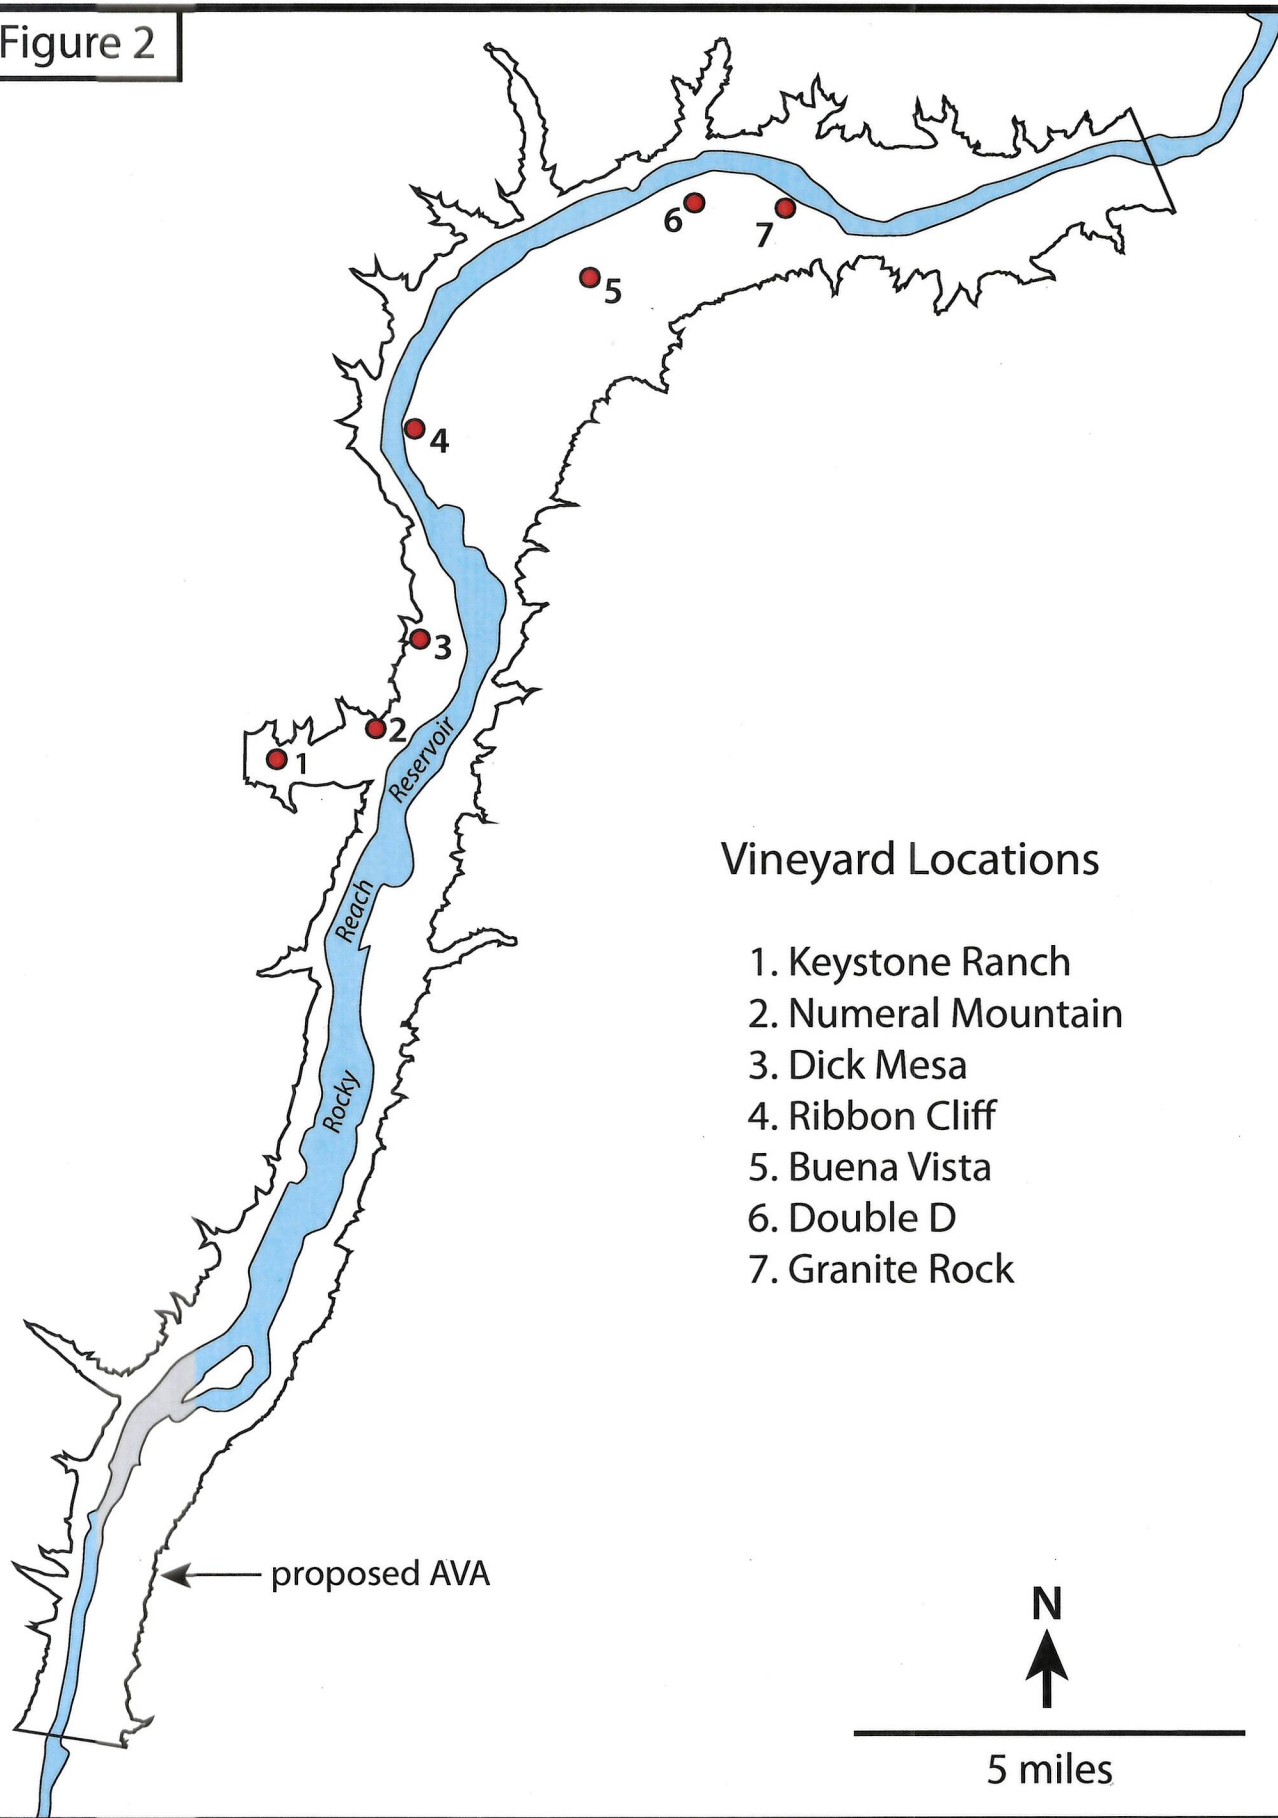 Figure 2
6
7
5
4
3
2
1
Reservoir
Reach
Rocky
Vineyard Locations
1. Keystone Ranch
2. Numeral Mountain
3. Dick Mesa
4. Ribbon Cliff
5. Buena Vista
6. Double D
7. Granite Rock
proposed AVA
N
5 miles